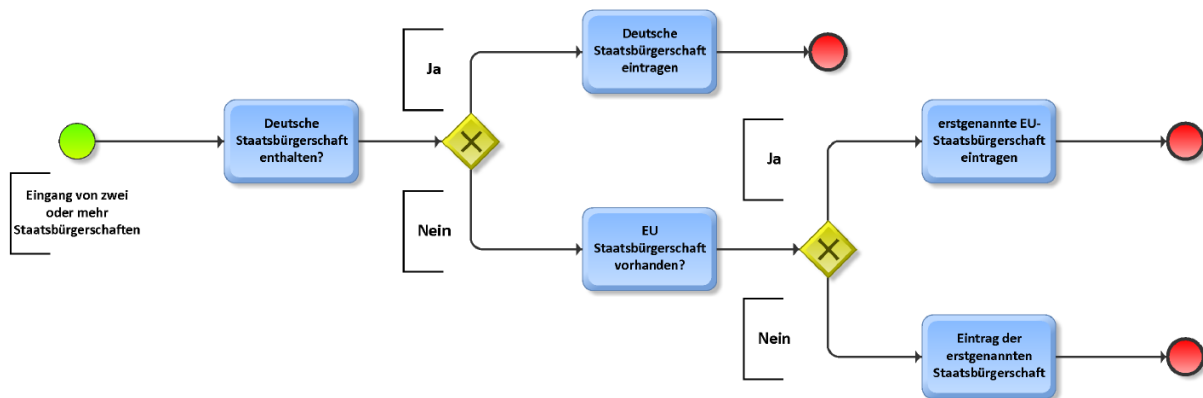 Eingang von zwei
oder mehr
Staatsbürgerschaften
Deutsche
Staatsbürgerschaft
enthalten?
Ja
Nein
Deutsche
Staatsbürgerschaft
eintragen
EU
Staatsbürgerschaft
vorhanden?
Ja
Nein
erstgenannte EU-
Staatsbürgerschaft
eintragen
Eintrag der
erstgenannten
Staatsbürgerschaft